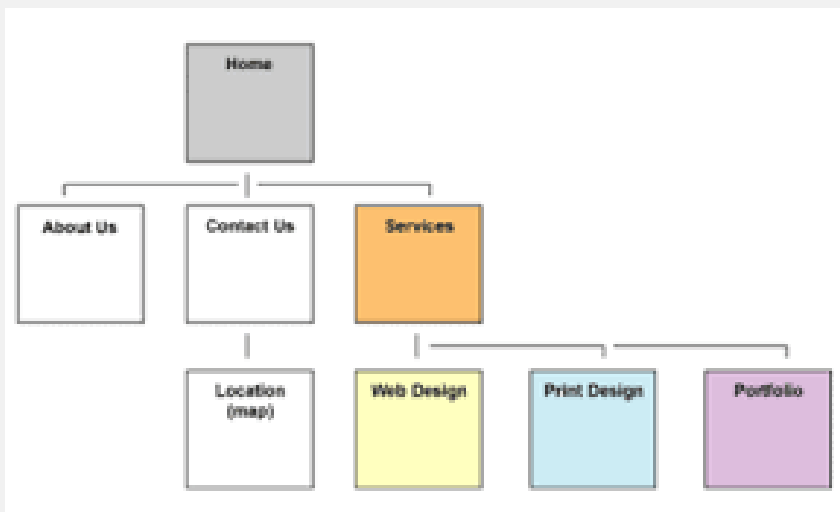 Home
About Us
Contact Us
Services
Location
(map)
Web Design
Print Design
Portfolio